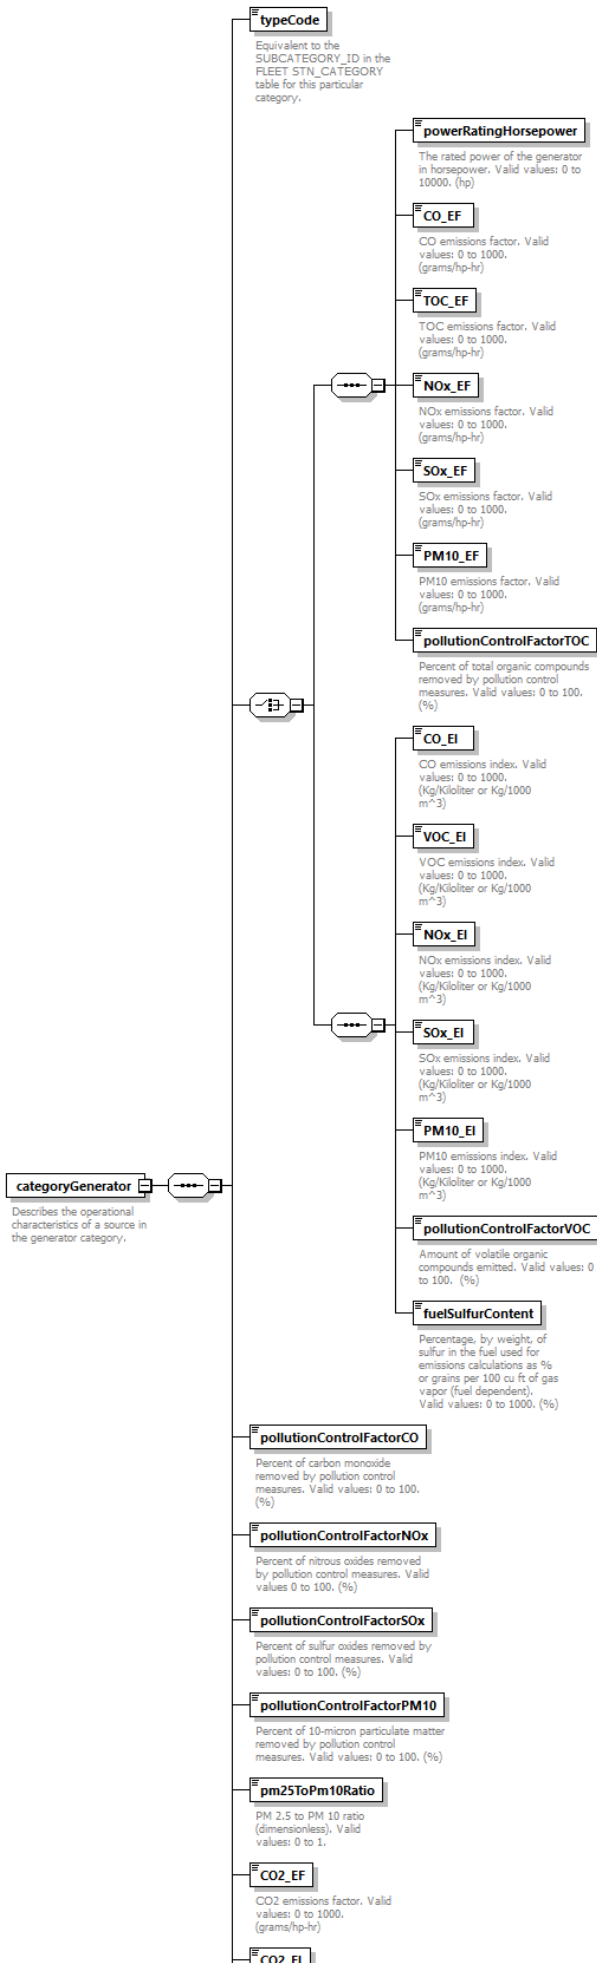 typeCode
Equivalent to the
SUBCATEGORY_ID in the
FLEET STN_CATEGORY
table for this particular
category.
powerRatingHorsepower
The rated power of the generator
in horsepower. Valid values: 0 to
10000. (hp)
CO_EF
CO emissions factor. Valid
values: 0 to 1000.
(grams/hp-hr)
TOC_EF
TOC emissions factor. Valid
values: 0 to 1000.
(grams/hp-hr)
NOx_EF
NOx emissions factor. Valid
values: 0 to 1000.
(grams/hp-hr)
SOx_EF
SOx emissions factor. Valid
values: 0 to 1000.
(grams/hp-hr)
PM10_EF
PM10 emissions factor. Valid
values: 0 to 1000.
(grams/hp-hr)
pollutionControlFactorTOC
Percent of total organic compounds
removed by pollution control
measures. Valid values: 0 to 100.
(%)
CO_EI
CO emissions index. Valid
values: 0 to 1000.
(Kg/Kiloliter or Kg/1000
m^3)
VOC_EI
VOC emissions index. Valid
values: 0 to 1000.
(Kg/Kiloliter or Kg/1000
m^3)
NOx_EI
NOx emissions index. Valid
values: 0 to 1000.
(Kg/Kiloliter or Kg/1000
m^3)
SOx_EI
SOx emissions index. Valid
values: 0 to 1000.
(Kg/Kiloliter or Kg/1000
m^3)
PM10_EI
PM10 emissions index. Valid
values: 0 to 1000.
(Kg/Kiloliter or Kg/1000
m^3)
categoryGenerator
Describes the operational
characteristics of a source in
the generator category.
pollutionControlFactorVOC
Amount of volatile organic
compounds emitted. Valid values: 0
to 100. (%)
fuelSulfurContent
Percentage, by weight, of
sulfur in the fuel used for
emissions calculations as %
or grains per 100 cu ft of gas
vapor (fuel dependent).
Valid values: 0 to 1000. (%)
pollutionControlFactorCO
Percent of carbon monoxide
removed by pollution control
measures. Valid values: 0 to 100.
(%)
pollutionControlFactorNOx
Percent of nitrous oxides removed
by pollution control measures. Valid
values 0 to 100. (%)
pollutionControlFactorSOx
Percent of sulfur oxides removed by
pollution control measures. Valid
values: 0 to 100. (%)
pollutionControlFactorPM10
Percent of 10-micron particulate matter
removed by pollution control
measures. Valid values: 0 to 100. (%)
pm25ToPm10Ratio
PM 2.5 to PM 10 ratio
(dimensionless). Valid
values: 0 to 1.
CO2_EF
CO2 emissions factor. Valid
values: 0 to 1000.
(grams/hp-hr)
CO2_EI